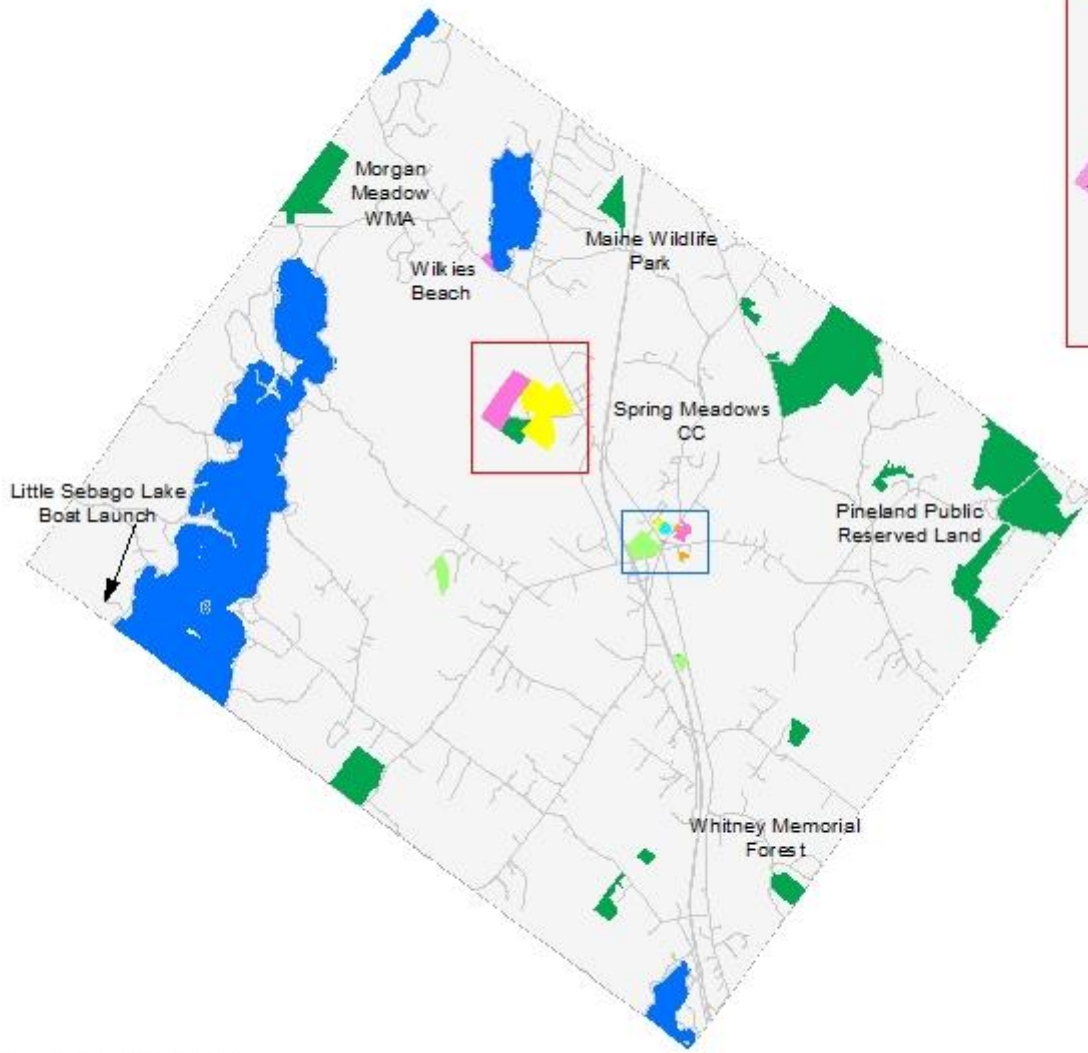 Morgan
Meadow
WMA
Maine Wildlife
Park
Wilkies
Beach
Spring Meadows
CC
Little Sebago Lake
Boat Launch
Pineland Public
Reserved Land
Whitney Memorial
Forest